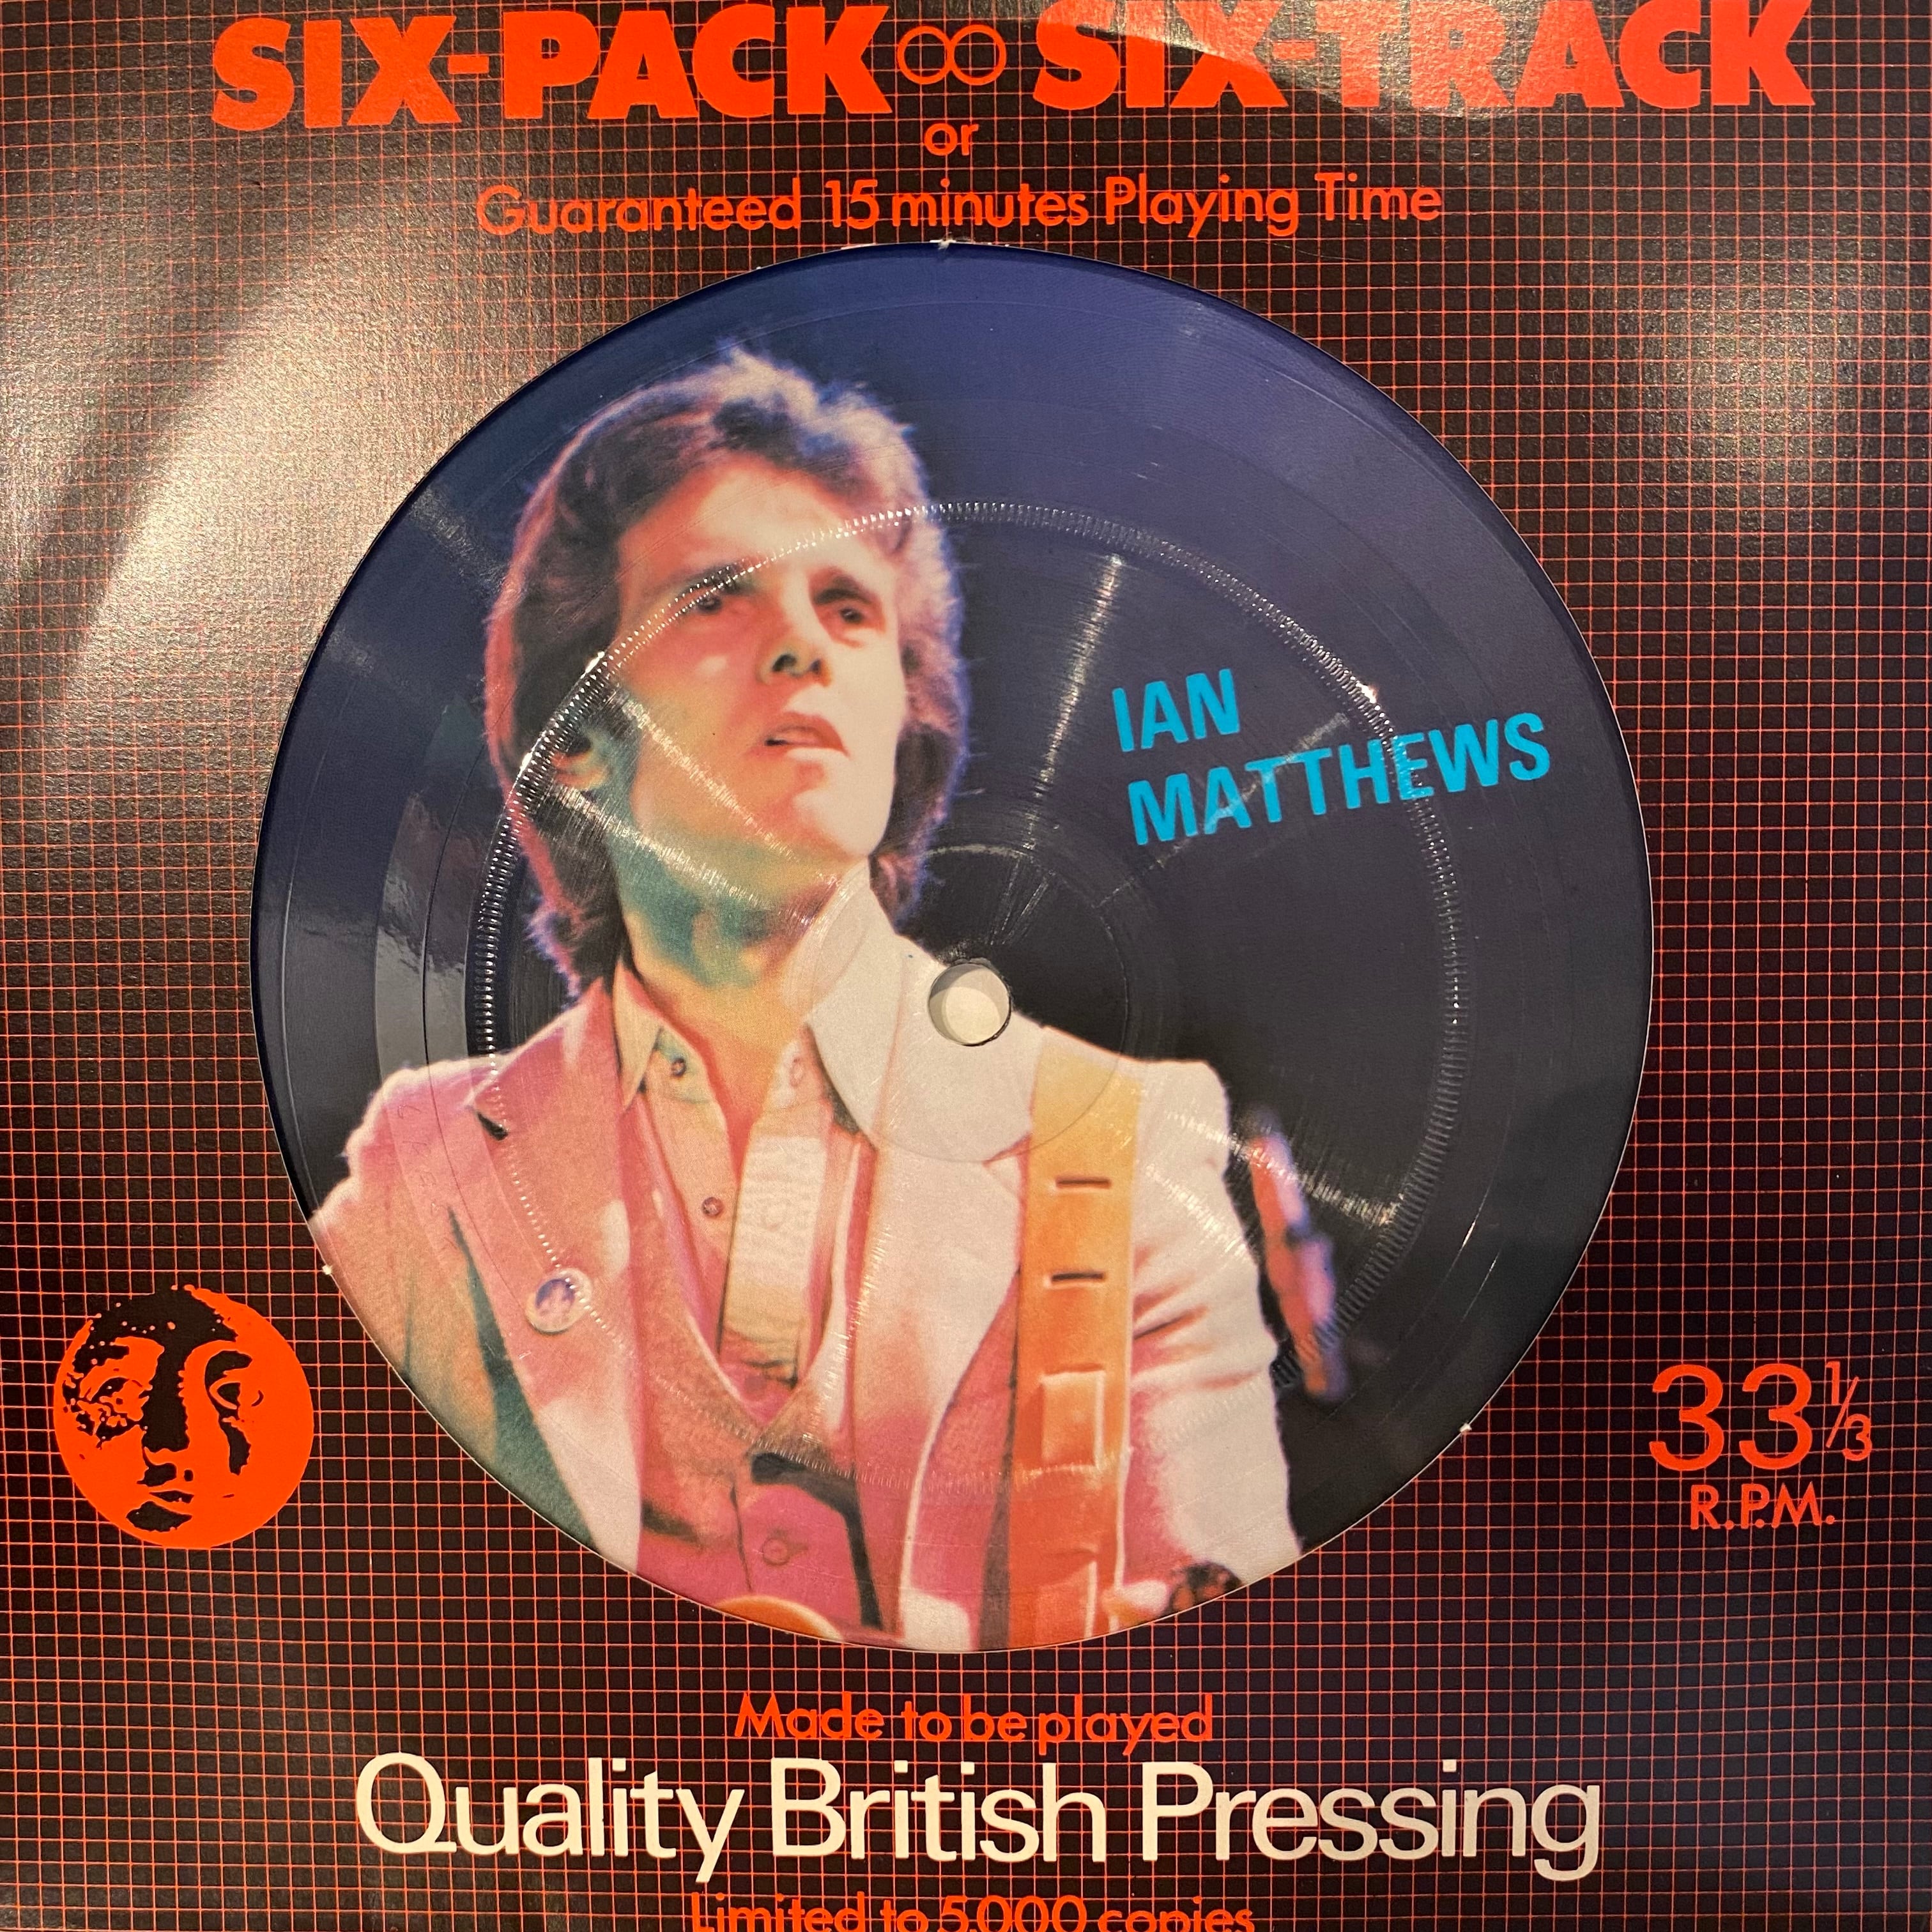 SIX-PACK SIX-TRACK
or
Guaranteed 15 minutes Playing Time
IAN
MATTHEWS
33⅓
R.P.M.
Made to be played
Quality British Pressing
Limited to 5,000 copies